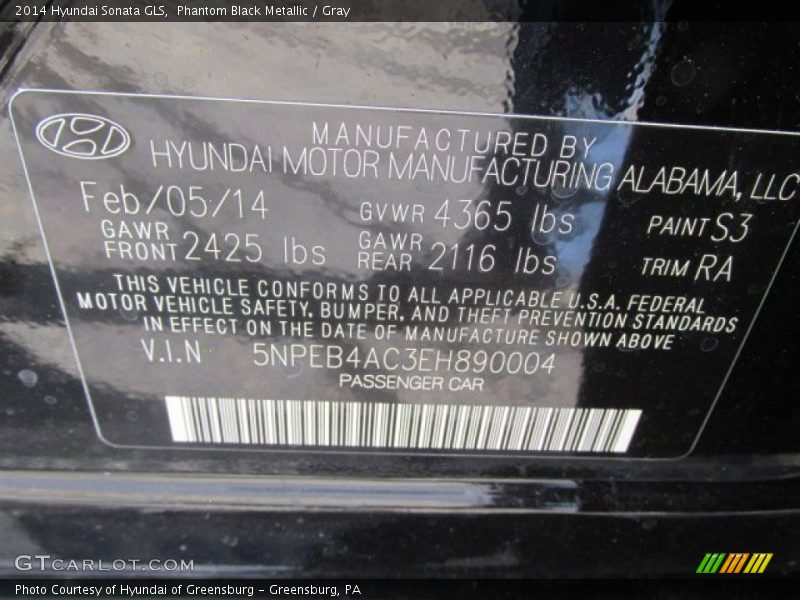 2014 Hyundai Sonata GLS, Phantom Black Metallic / Gray
MANUFACTURED BY
HYUNDAI MOTOR MANUFACTURING ALABAMA, LLC
Feb/05/14 GVWR 4365 lbs PAINT S3
GAWR FRONT 2425 lbs GAWR REAR 2116 lbs TRIM RA
THIS VEHICLE CONFORMS TO ALL APPLICABLE U.S.A. FEDERAL
MOTOR VEHICLE SAFETY, BUMPER, AND THEFT PREVENTION STANDARDS
IN EFFECT ON THE DATE OF MANUFACTURE SHOWN ABOVE
V.I.N 5NPEB4AC3EH890004
PASSENGER CAR
GTCARLOT.COM
Photo Courtesy of Hyundai of Greensburg - Greensburg, PA